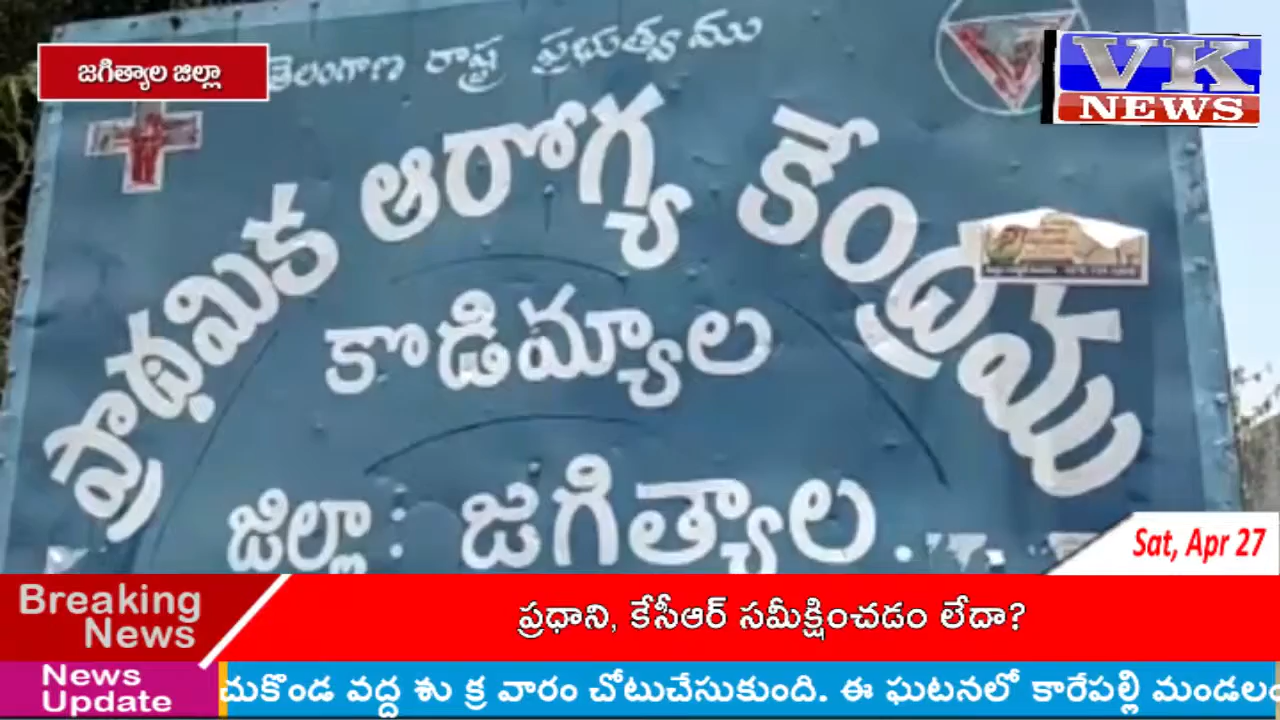 జగిత్యాల జిల్లా
VK
NEWS
తెలంగాణ రాష్ట్ర ప్రభుత్వము
ప్రాథమిక ఆరోగ్య కేంద్రము
కొడిమ్యాల
జిల్లా : జగిత్యాల.
Sat, Apr 27
Breaking
News
ప్రధాని, కేసీఆర్ సమీక్షించడం లేదా?
News
Update
చుకొండ వద్ద శు క్ర వారం చోటుచేసుకుంది. ఈ ఘటనలో కారేపల్లి మండలం